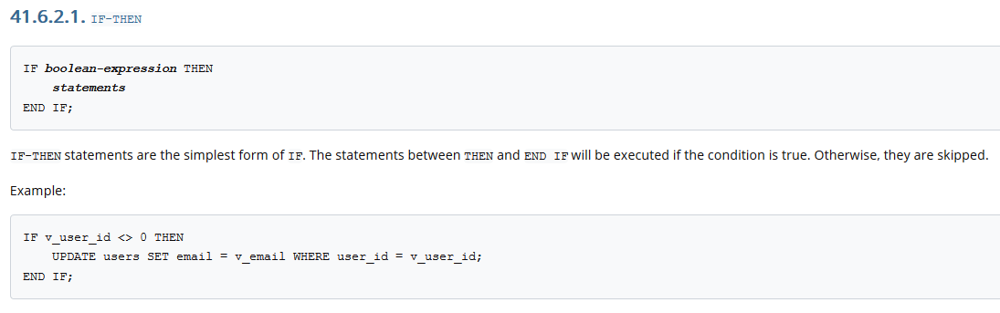 41.6.2.1. IF-THEN
IF boolean-expression THEN
    statements
END IF;
IF-THEN statements are the simplest form of IF. The statements between THEN and END IF will be executed if the condition is true. Otherwise, they are skipped.
Example:
IF v_user_id <> 0 THEN
    UPDATE users SET email = v_email WHERE user_id = v_user_id;
END IF;